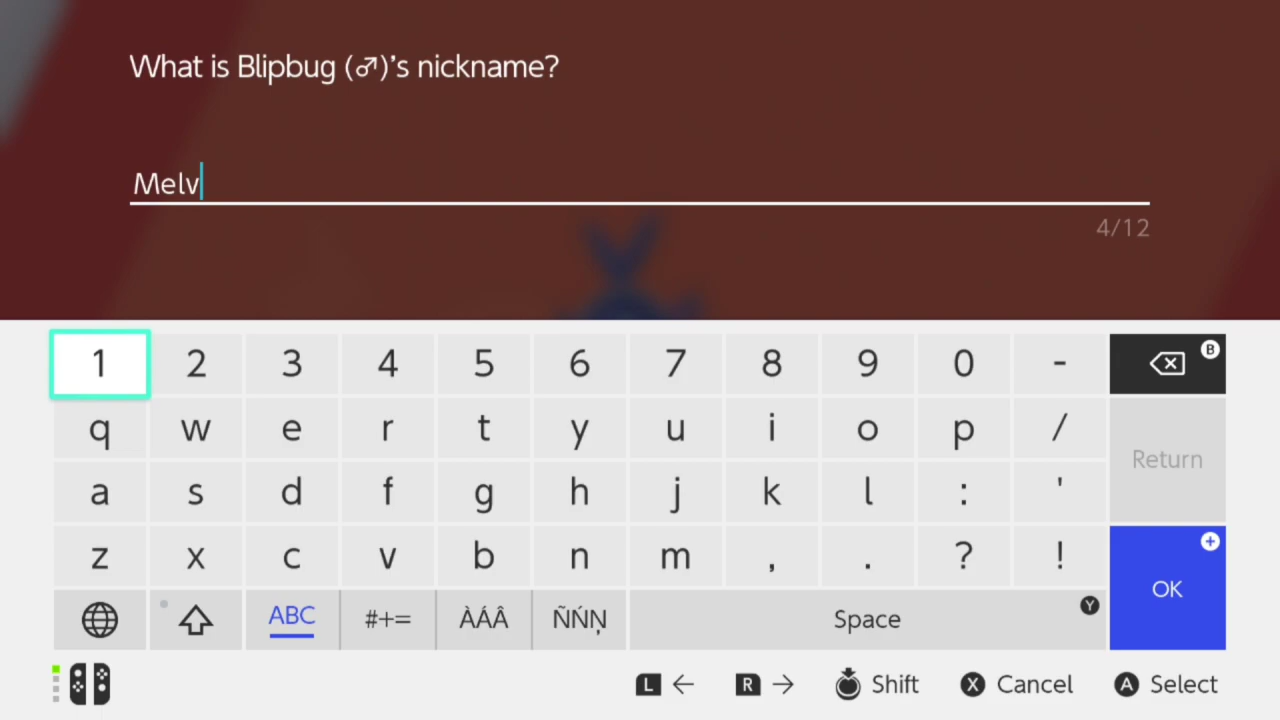 What is Blipbug (♂)'s nickname?
Melv
4/12
1 2 3 4 5 6 7 8 9 0 - B
q w e r t y u i o p /
Return
a s d f g h j k l : '
z x c v b n m , . ? ! +
OK
ABC #+= ÀÁÂ ÑŃŅ Space Y
L ← R → Shift X Cancel A Select